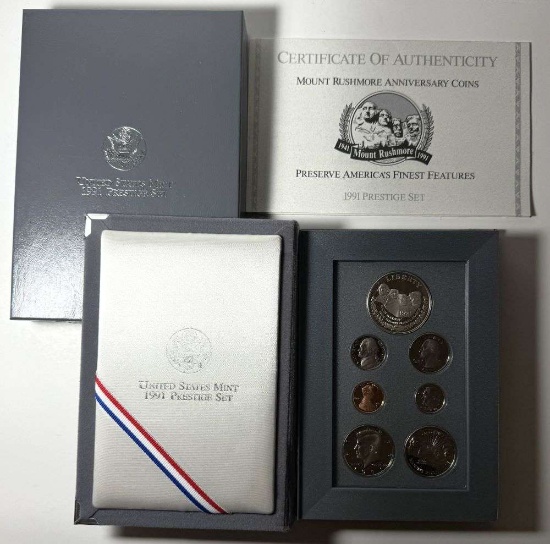 United States Mint
1991 Prestige Set
Certificate Of Authenticity
Mount Rushmore Anniversary Coins
1941 Mount Rushmore 1991
Preserve America's Finest Features
1991 Prestige Set
United States Mint
1991 Prestige Set
LIBERTY